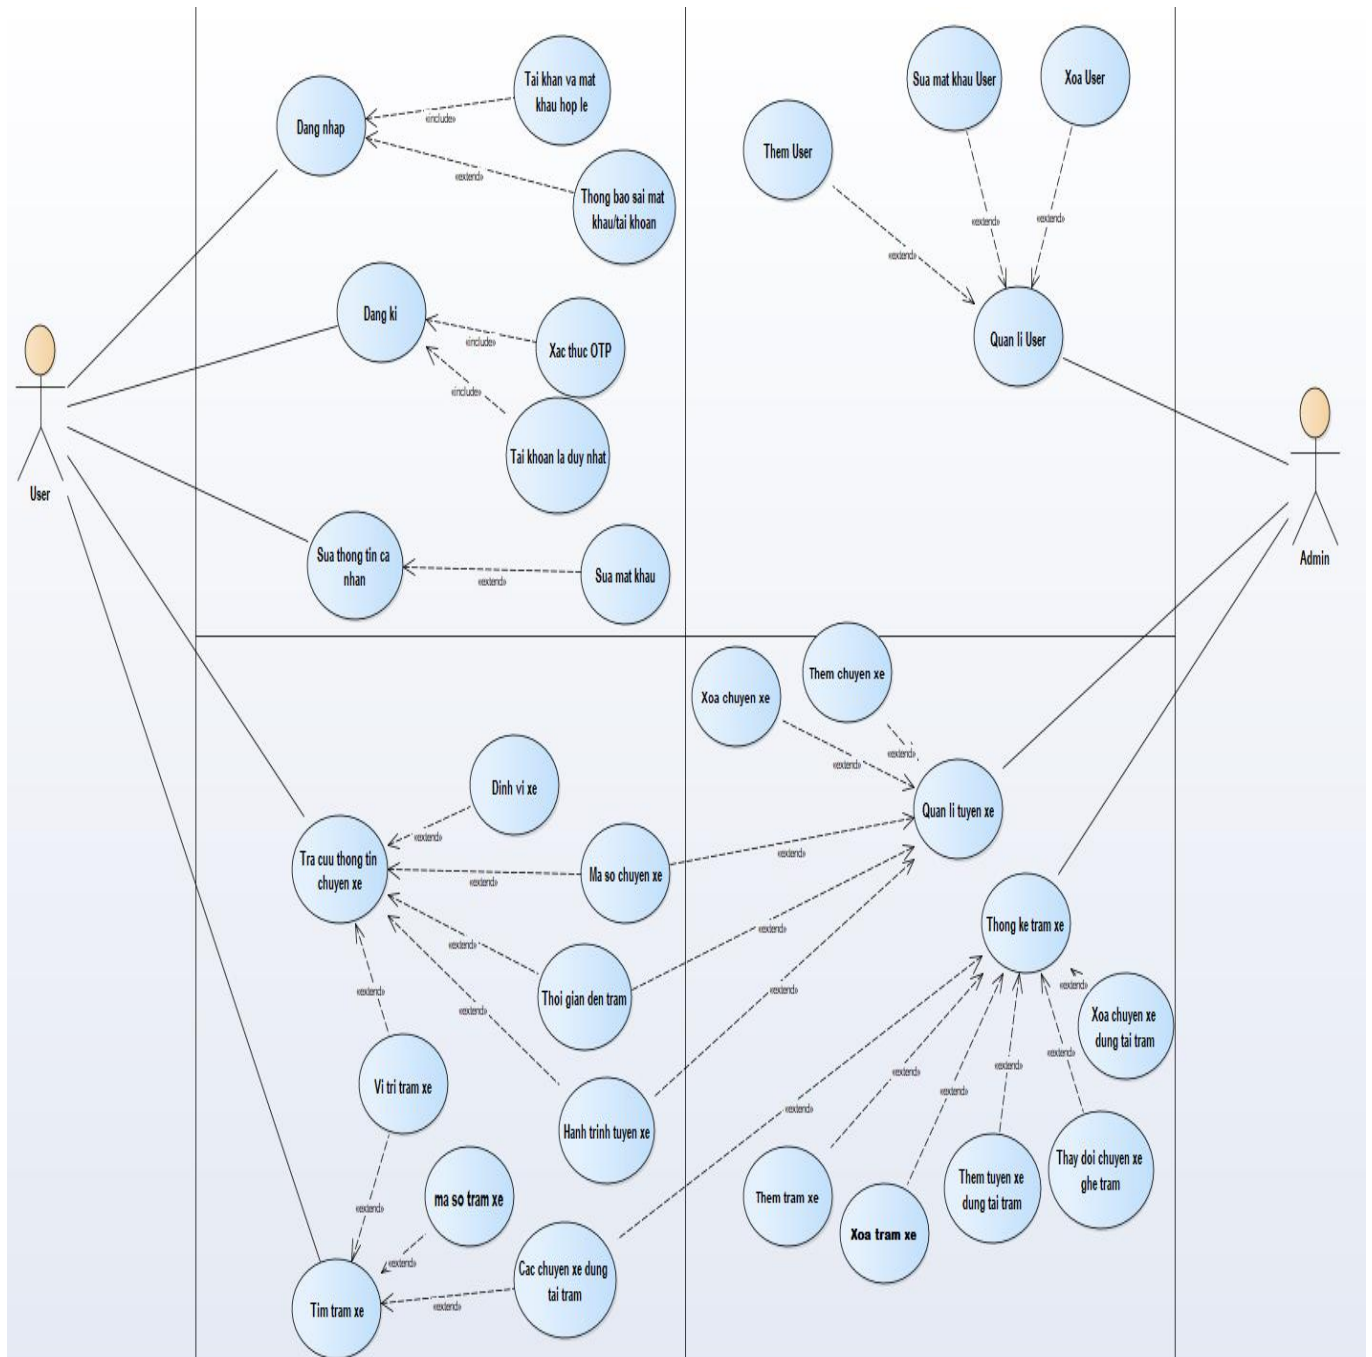 Tai khan va mat
khau hop le
Dang nhap
«include»
«extend»
Thong bao sai mat
khau/tai khoan
Dang ki
«include»
Xac thuc OTP
«include»
Tai khoan la duy nhat
User
Sua thong tin ca
nhan
«extend»
Sua mat khau
Sua mat khau User
Xoa User
Them User
«extend»
«extend»
«extend»
Quan li User
Admin
Dinh vi xe
«extend»
Tra cuu thong tin
chuyen xe
«extend»
Ma so chuyen xe
«extend»
Thoi gian den tram
«extend»
«extend»
Vi tri tram xe
Hanh trinh tuyen xe
«extend»
ma so tram xe
«extend»
Cac chuyen xe dung
tai tram
«extend»
Tim tram xe
Xoa chuyen xe
Them chuyen xe
«extend»
«extend»
Quan li tuyen xe
«extend»
«extend»
«extend»
Thong ke tram xe
«extend»
Xoa chuyen xe
dung tai tram
«extend»
«extend»
«extend»
«extend»
«extend»
Them tram xe
Xoa tram xe
Them tuyen xe
dung tai tram
Thay doi chuyen xe
ghe tram